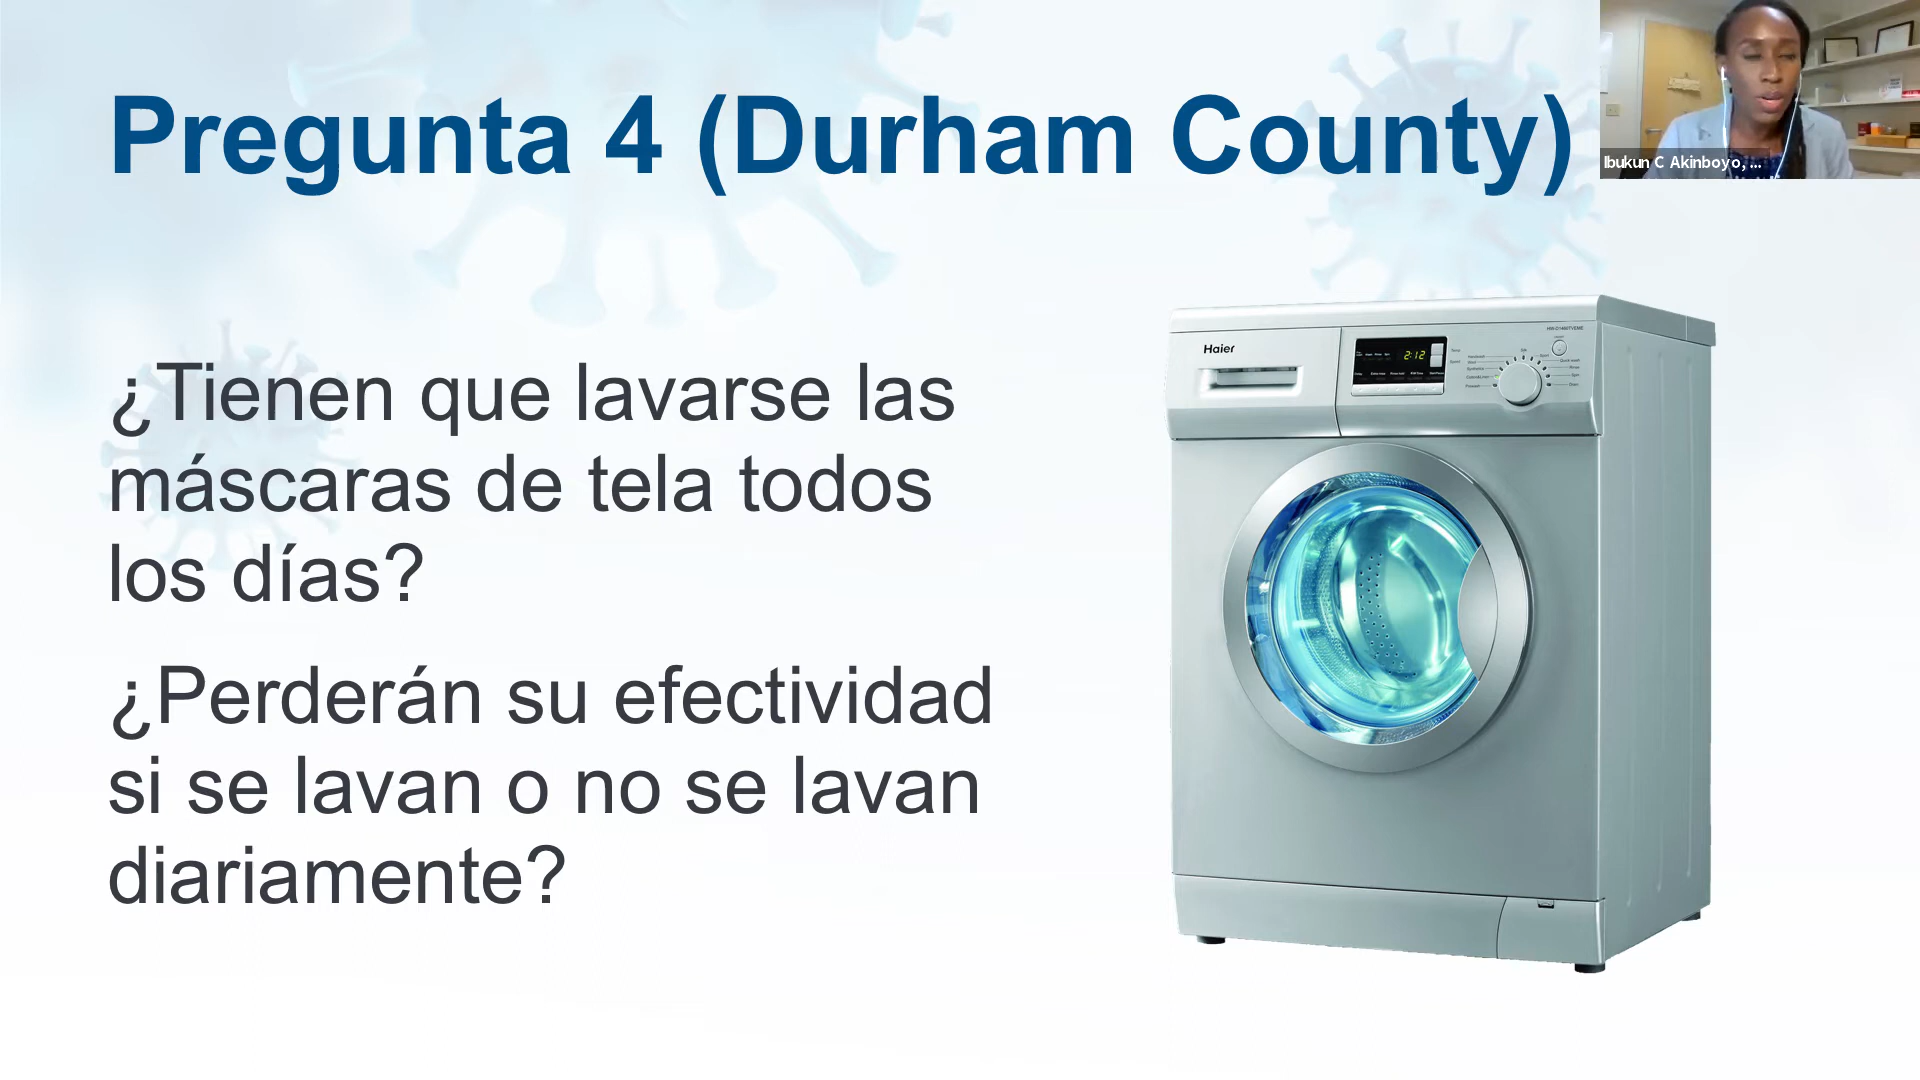 Pregunta 4 (Durham County)
Ibukun C Akinboyo, ...
¿Tienen que lavarse las
máscaras de tela todos
los días?
¿Perderán su efectividad
si se lavan o no se lavan
diariamente?
Haier
2:12